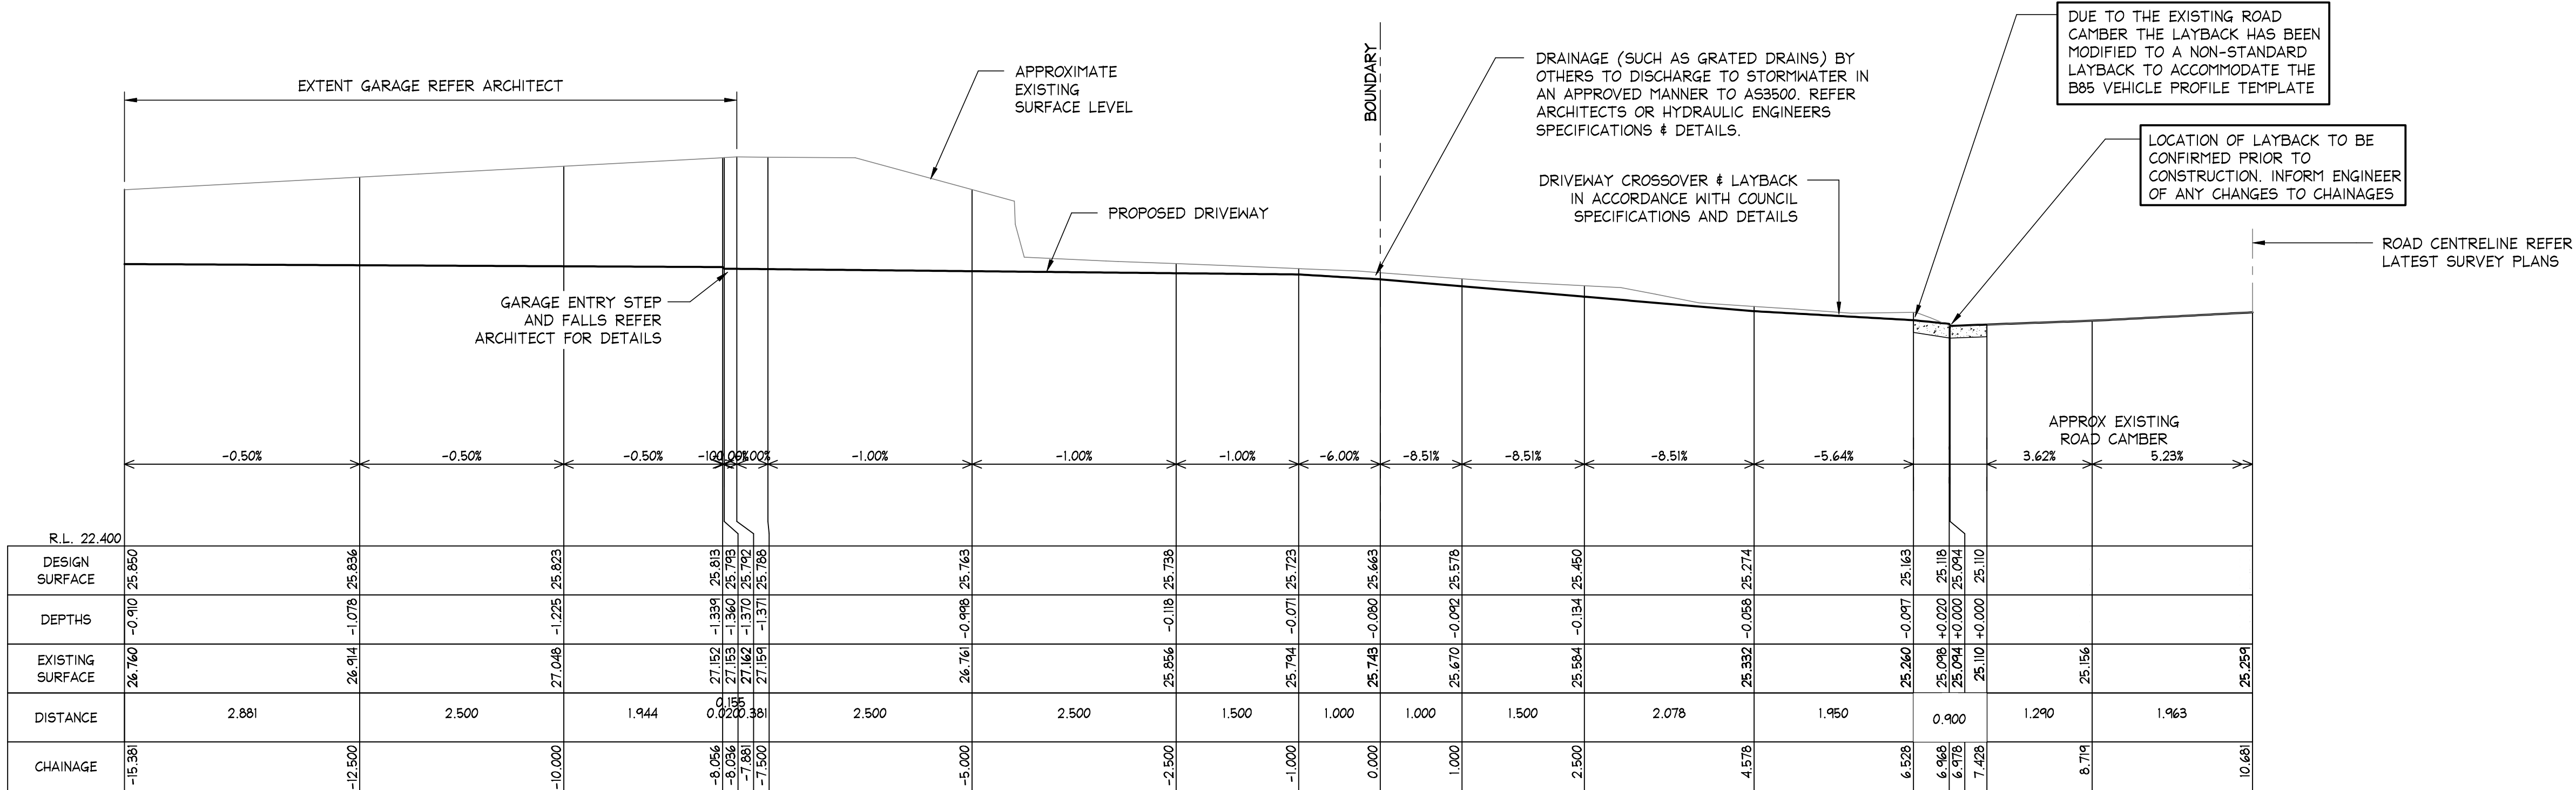 EXTENT GARAGE REFER ARCHITECT
APPROXIMATE
EXISTING
SURFACE LEVEL
BOUNDARY
DRAINAGE (SUCH AS GRATED DRAINS) BY
OTHERS TO DISCHARGE TO STORMWATER IN
AN APPROVED MANNER TO AS3500. REFER
ARCHITECTS OR HYDRAULIC ENGINEERS
SPECIFICATIONS & DETAILS.
DUE TO THE EXISTING ROAD
CAMBER THE LAYBACK HAS BEEN
MODIFIED TO A NON-STANDARD
LAYBACK TO ACCOMMODATE THE
B85 VEHICLE PROFILE TEMPLATE
LOCATION OF LAYBACK TO BE
CONFIRMED PRIOR TO
CONSTRUCTION. INFORM ENGINEER
OF ANY CHANGES TO CHAINAGES
DRIVEWAY CROSSOVER & LAYBACK
IN ACCORDANCE WITH COUNCIL
SPECIFICATIONS AND DETAILS
PROPOSED DRIVEWAY
ROAD CENTRELINE REFER
LATEST SURVEY PLANS
GARAGE ENTRY STEP
AND FALLS REFER
ARCHITECT FOR DETAILS
APPROX EXISTING
ROAD CAMBER
-0.50% -0.50% -0.50% -1.00% -1.00% -1.00% -6.00% -8.51% -8.51% -8.51% -5.64% 3.62% 5.23%
R.L. 22.400
DESIGN
SURFACE
25.850 25.836 25.823 25.813 25.793 25.792 25.788 25.763 25.738 25.723 25.663 25.578 25.450 25.274 25.163 25.118 25.094 25.110
DEPTHS
-0.910 -1.078 -1.225 -1.339 -1.360 -1.370 -1.371 -0.998 -0.118 -0.071 -0.080 -0.092 -0.134 -0.058 -0.097 +0.020 +0.000 +0.000
EXISTING
SURFACE
26.760 26.914 27.048 27.152 27.153 27.162 27.159 26.761 25.856 25.794 25.743 25.670 25.584 25.332 25.260 25.098 25.094 25.110 25.156 25.259
DISTANCE
2.881 2.500 1.944 0.020 0.155 0.381 2.500 2.500 1.500 1.000 1.000 1.500 2.078 1.950 0.900 1.290 1.963
CHAINAGE
-15.381 -12.500 -10.000 -8.056 -8.036 -7.881 -7.500 -5.000 -2.500 -1.000 0.000 1.000 2.500 4.578 6.528 6.968 6.978 7.428 8.719 10.681